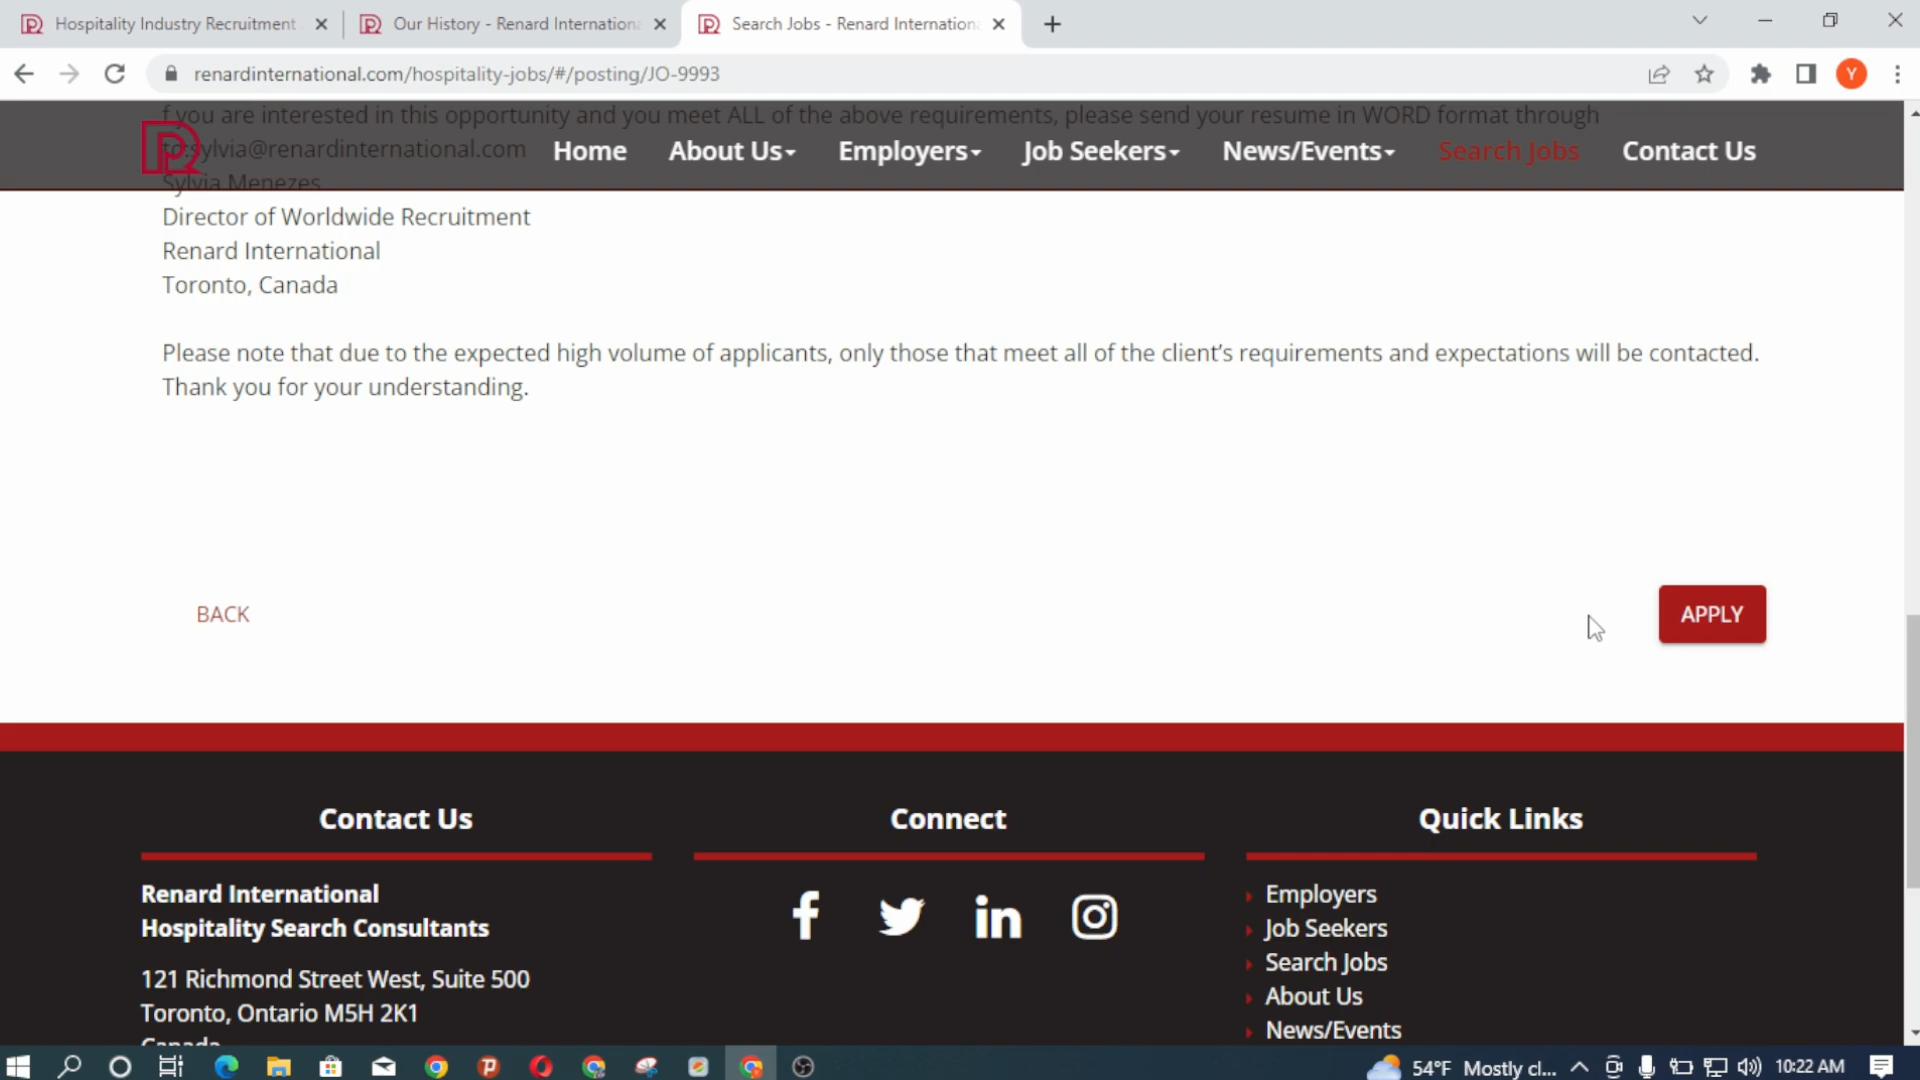 Hospitality Industry Recruitment
Our History - Renard Internationa
Search Jobs - Renard Internation
renardinternational.com/hospitality-jobs/#/posting/JO-9993
Y
f you are interested in this opportunity and you meet ALL of the above requirements, please send your resume in WORD format through
to:sylvia@renardinternational.com
Home
About Us
Employers
Job Seekers
News/Events
Search Jobs
Contact Us
Sylvia Menezes
Director of Worldwide Recruitment
Renard International
Toronto, Canada
Please note that due to the expected high volume of applicants, only those that meet all of the client's requirements and expectations will be contacted.
Thank you for your understanding.
BACK
APPLY
Contact Us
Renard International
Hospitality Search Consultants
121 Richmond Street West, Suite 500
Toronto, Ontario M5H 2K1
Canada
Connect
Quick Links
Employers
Job Seekers
Search Jobs
About Us
News/Events
54°F Mostly cl...
10:22 AM